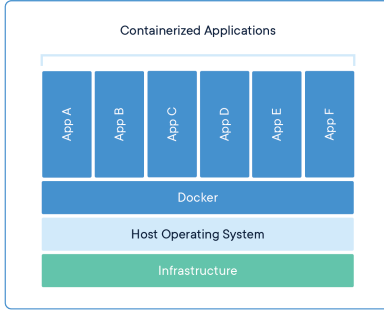 Containerized Applications
App A
App B
App C
App D
App E
App F
Docker
Host Operating System
Infrastructure